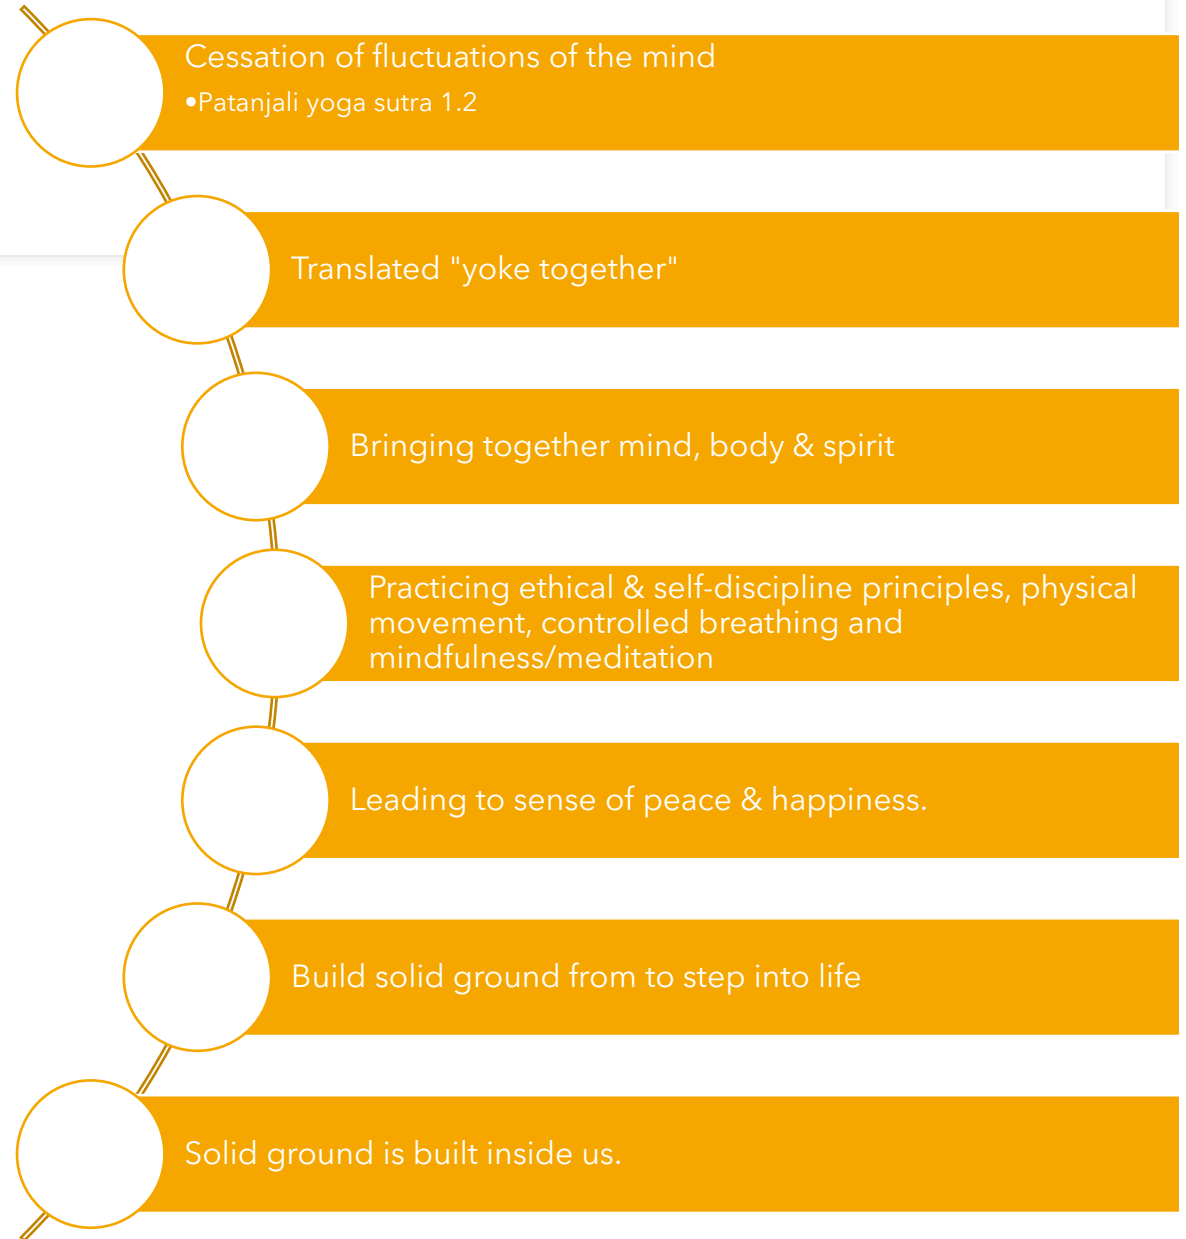 Cessation of fluctuations of the mind
•Patanjali yoga sutra 1.2
Translated "yoke together"
Bringing together mind, body & spirit
Practicing ethical & self-discipline principles, physical
movement, controlled breathing and
mindfulness/meditation
Leading to sense of peace & happiness.
Build solid ground from to step into life
Solid ground is built inside us.